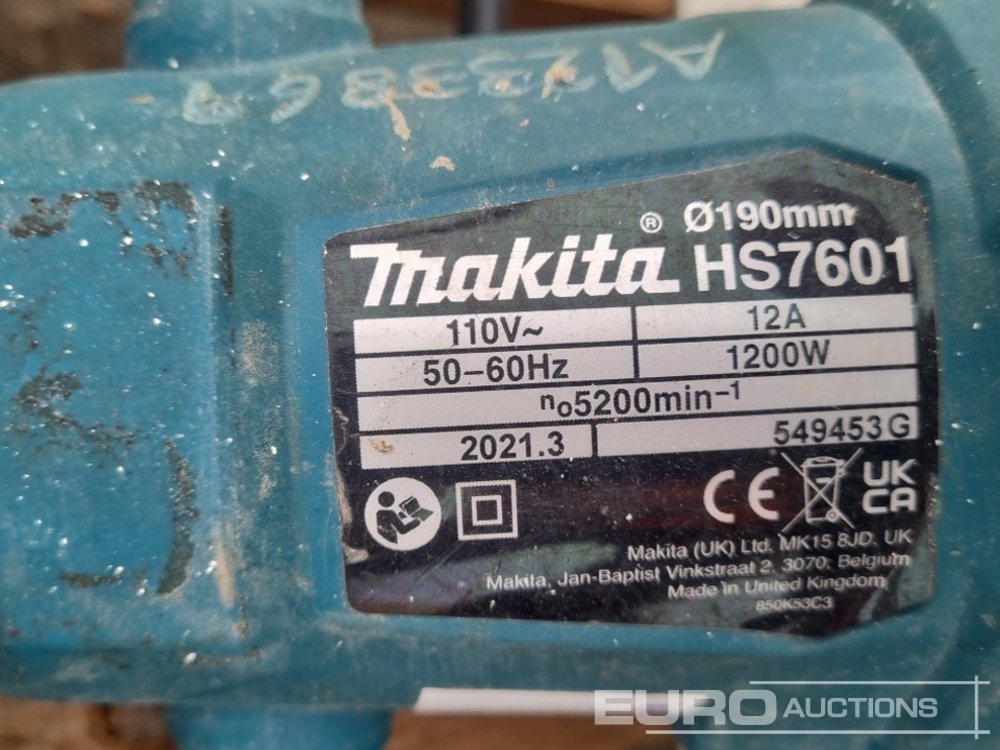 A1233868
Ø190mm
makita® HS7601
110V~ 12A
50-60Hz 1200W
n₀5200min⁻¹
2021.3 549453G
CE UK CA
Makita (UK) Ltd. MK15 8JD. UK
Makita, Jan-Baptist Vinkstraat 2, 3070, Belgium
Made in United Kingdom
850K53C3
EURO AUCTIONS